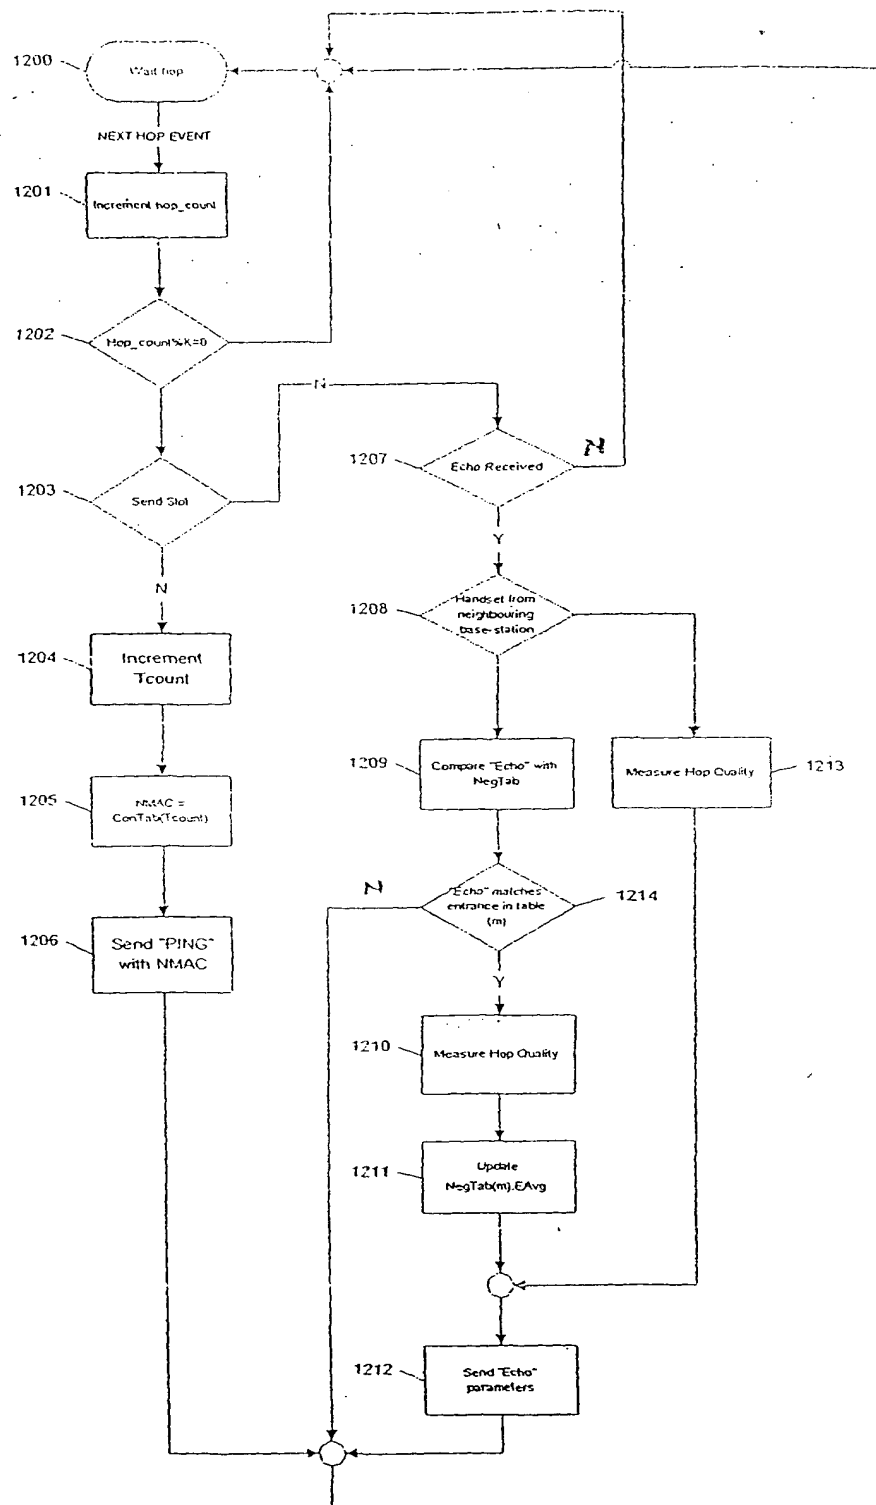 1200
Wait hop
NEXT HOP EVENT
1201
Increment hop_count
1202
Hop_count%K=0
N
1207
Echo Received
N
1203
Send Slot
Y
N
1208
Handset from
neighbouring
base-station
1204
Increment
Tcount
1209
Compare "Echo" with
NegTab
Measure Hop Quality
1213
1205
NMAC =
ConTab(Tcount)
N
"Echo" matches
entrance in table
(m)
1214
1206
Send "PING"
with NMAC
Y
1210
Measure Hop Quality
1211
Update
NegTab(m).EAvg
1212
Send "Echo"
parameters